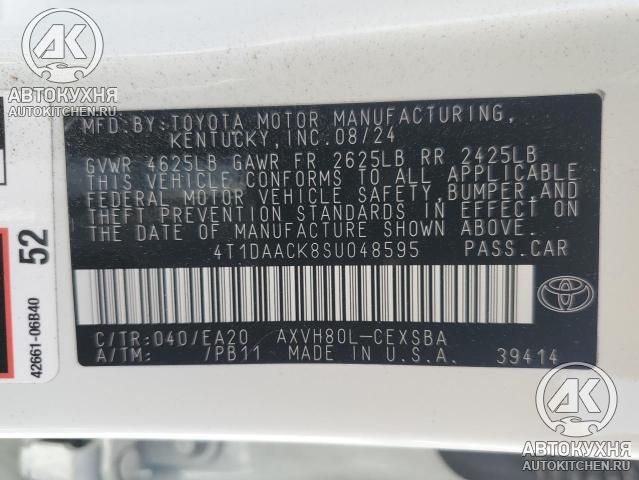 АК
АВТОКУХНЯ
AUTOKITCHEN.RU
MFD. BY: TOYOTA MOTOR MANUFACTURING,
KENTUCKY, INC. 08/24
GVWR 4625LB GAWR FR 2625LB RR 2425LB
THIS VEHICLE CONFORMS TO ALL APPLICABLE
FEDERAL MOTOR VEHICLE SAFETY, BUMPER, AND
THEFT PREVENTION STANDARDS IN EFFECT ON
THE DATE OF MANUFACTURE SHOWN ABOVE.
4T1DAACK8SU048595 PASS. CAR
C/TR: 040/EA20 AXVH80L-CEXSBA
A/TM: /PB11 MADE IN U.S.A. 39414
52
42661-06B40
АК
АВТОКУХНЯ
AUTOKITCHEN.RU